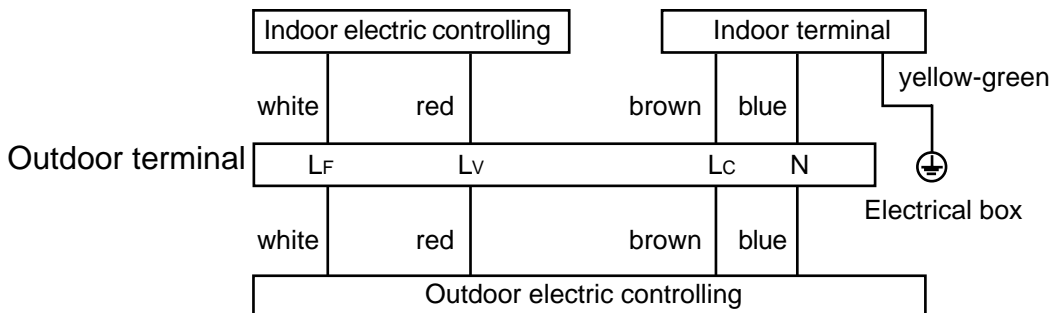 Indoor electric controlling
Indoor terminal
yellow-green
white
red
brown
blue
Outdoor terminal
LF
LV
LC
N
Electrical box
white
red
brown
blue
Outdoor electric controlling